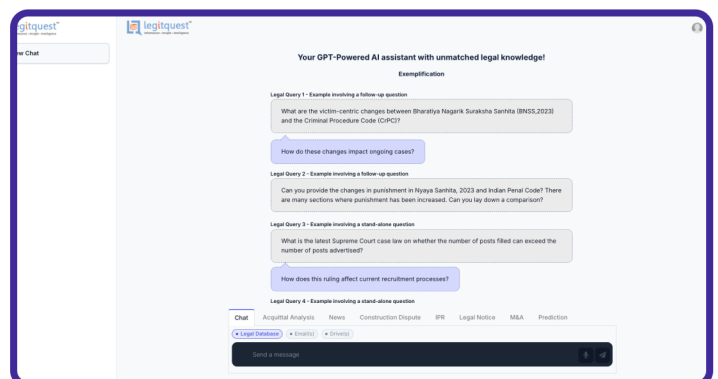 egitquest
ew Chat
legitquest
Your GPT-Powered AI assistant with unmatched legal knowledge!
Exemplification
Legal Query 1 - Example involving a follow-up question
What are the victim-centric changes between Bharatiya Nagarik Suraksha Sanhita (BNSS,2023)
and the Criminal Procedure Code (CrPC)?
How do these changes impact ongoing cases?
Legal Query 2 - Example involving a follow-up question
Can you provide the changes in punishment in Nyaya Sanhita, 2023 and Indian Penal Code? There
are many sections where punishment has been increased. Can you lay down a comparison?
Legal Query 3 - Example involving a stand-alone question
What is the latest Supreme Court case law on whether the number of posts filled can exceed the
number of posts advertised?
How does this ruling affect current recruitment processes?
Legal Query 4 - Example involving a stand-alone question
Chat Acquittal Analysis News Construction Dispute IPR Legal Notice M&A Prediction
Legal Database Email(s) Drive(s)
Send a message